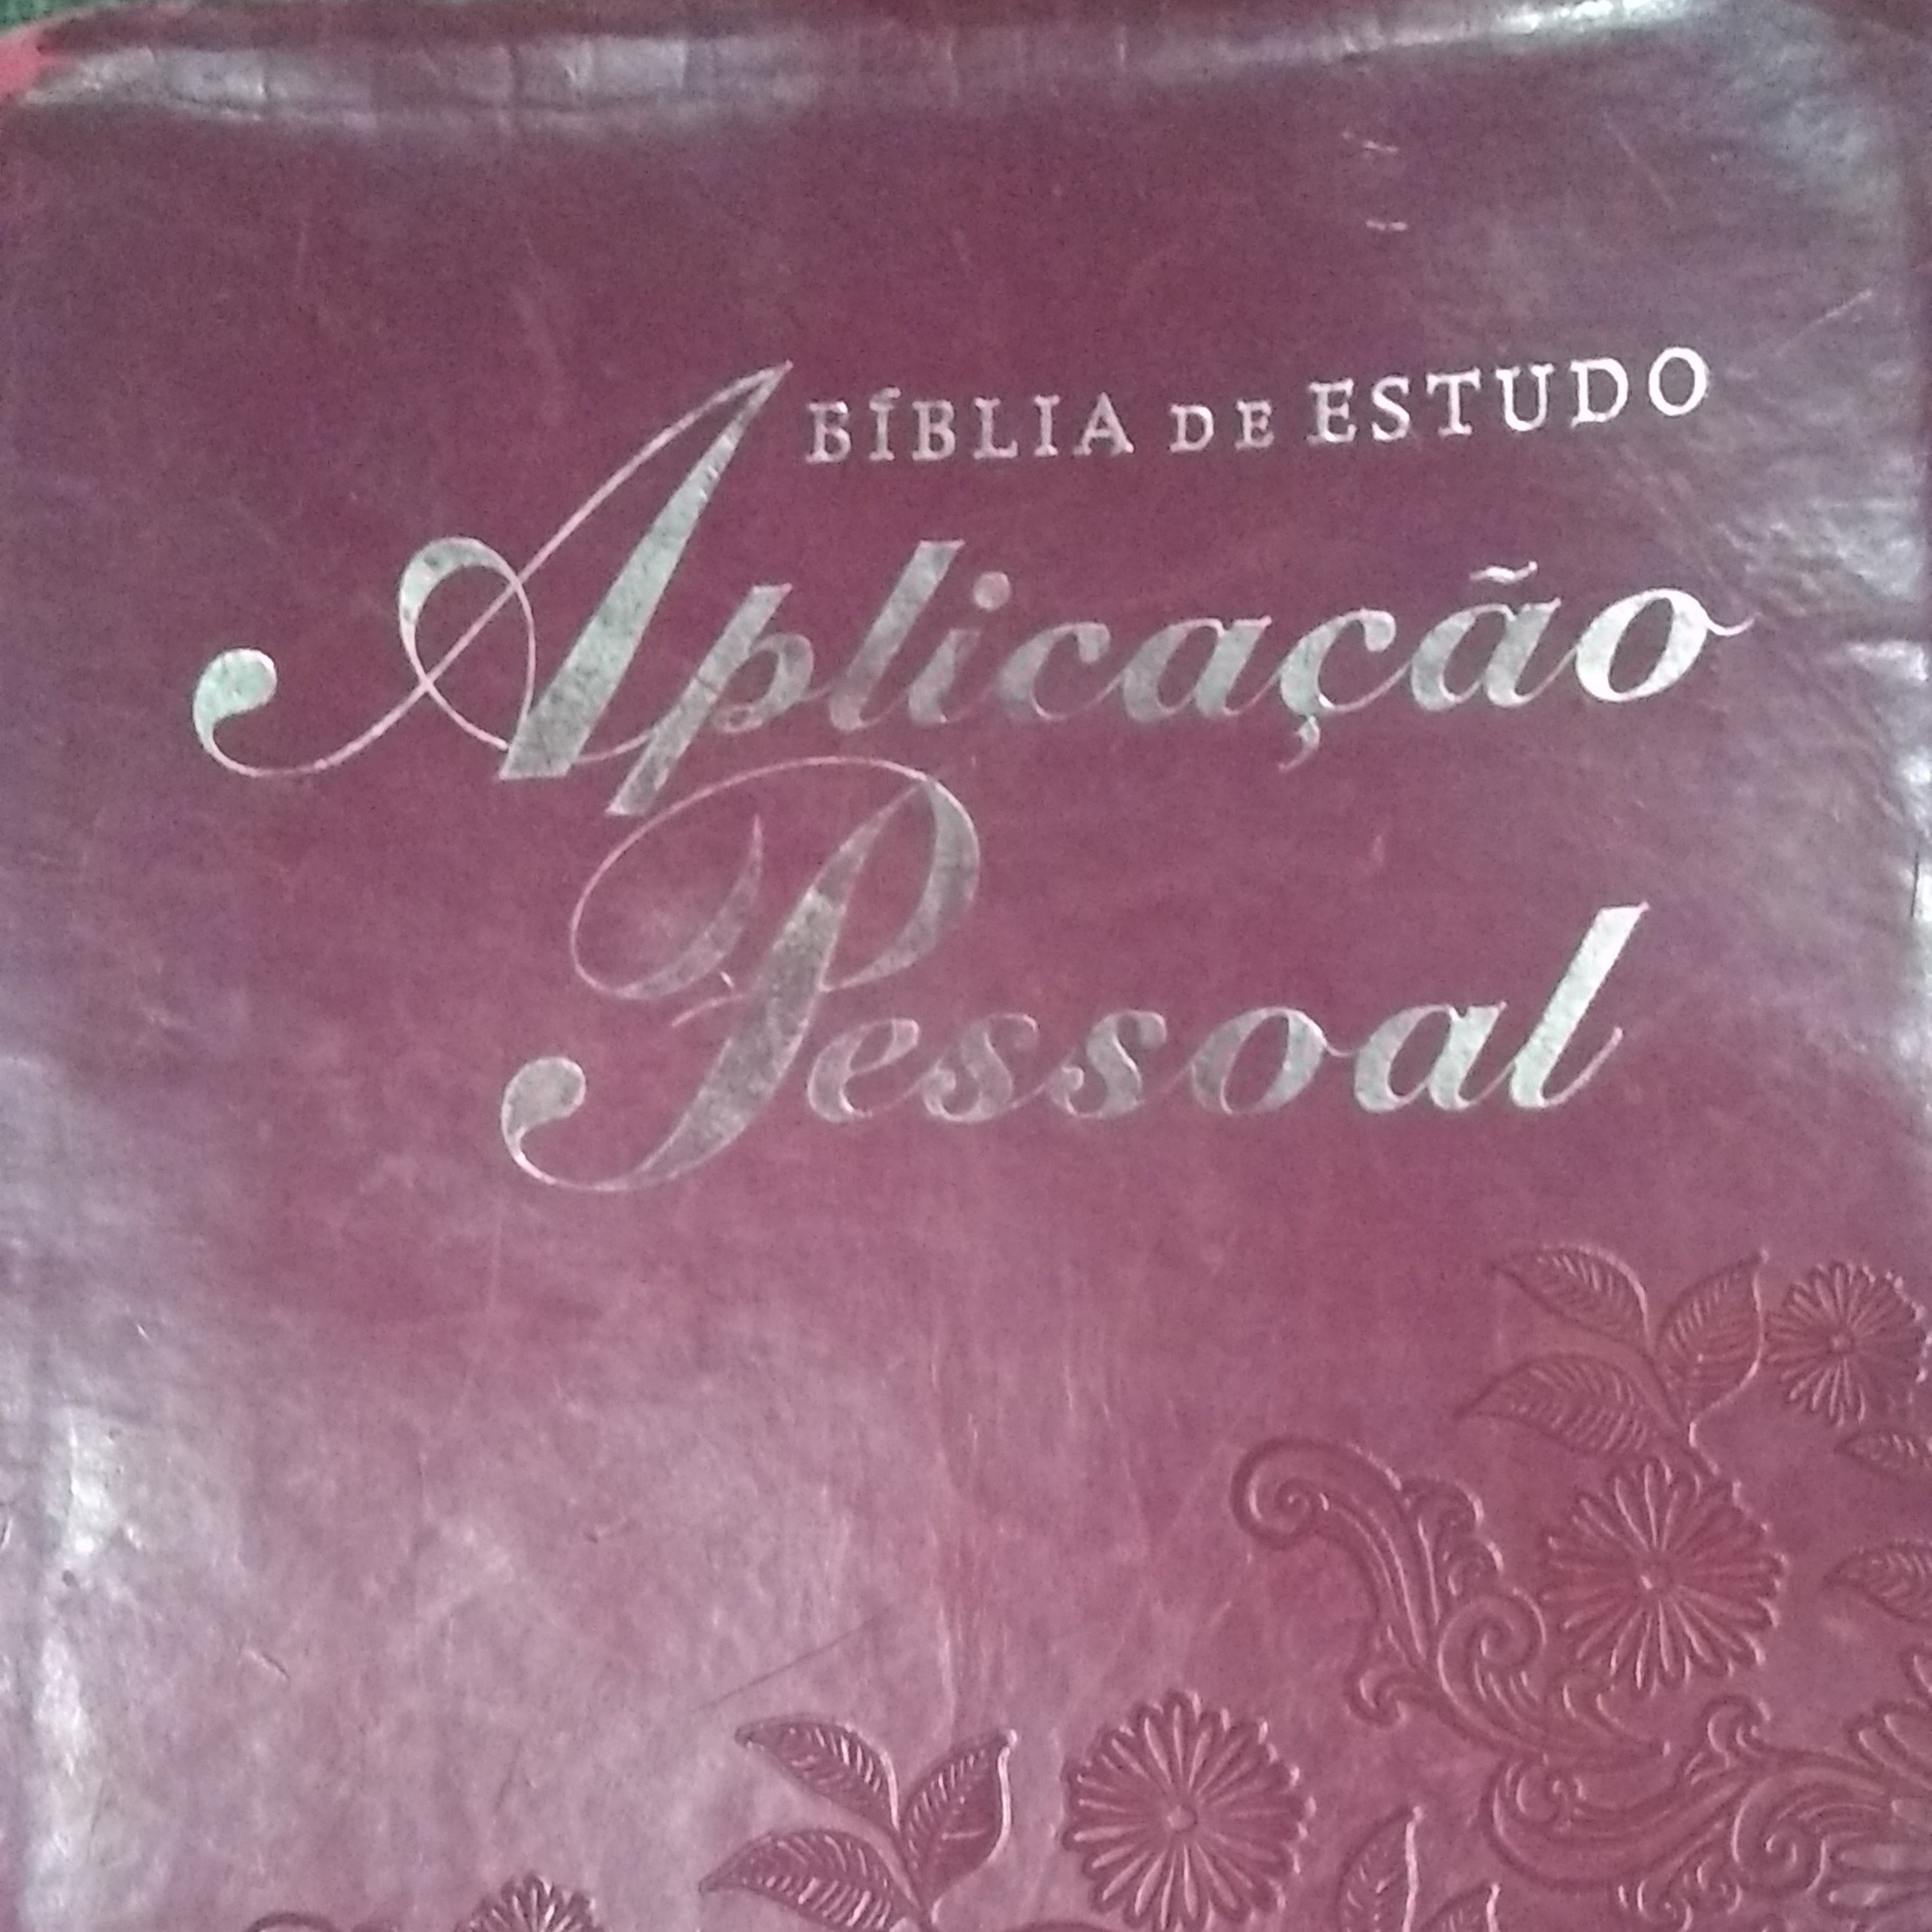 BÍBLIA DE ESTUDO
Aplicação
Pessoal